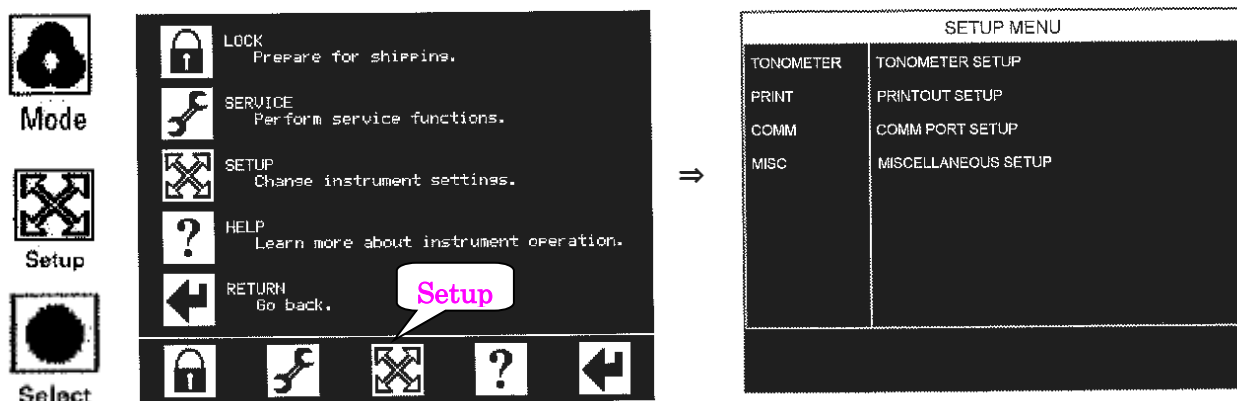 Mode
Setup
Select
LOCK
Prepare for shipping.
SERVICE
Perform service functions.
SETUP
Change instrument settings.
HELP
Learn more about instrument operation.
RETURN
Go back.
Setup
⇒
SETUP MENU
TONOMETER TONOMETER SETUP
PRINT PRINTOUT SETUP
COMM COMM PORT SETUP
MISC MISCELLANEOUS SETUP